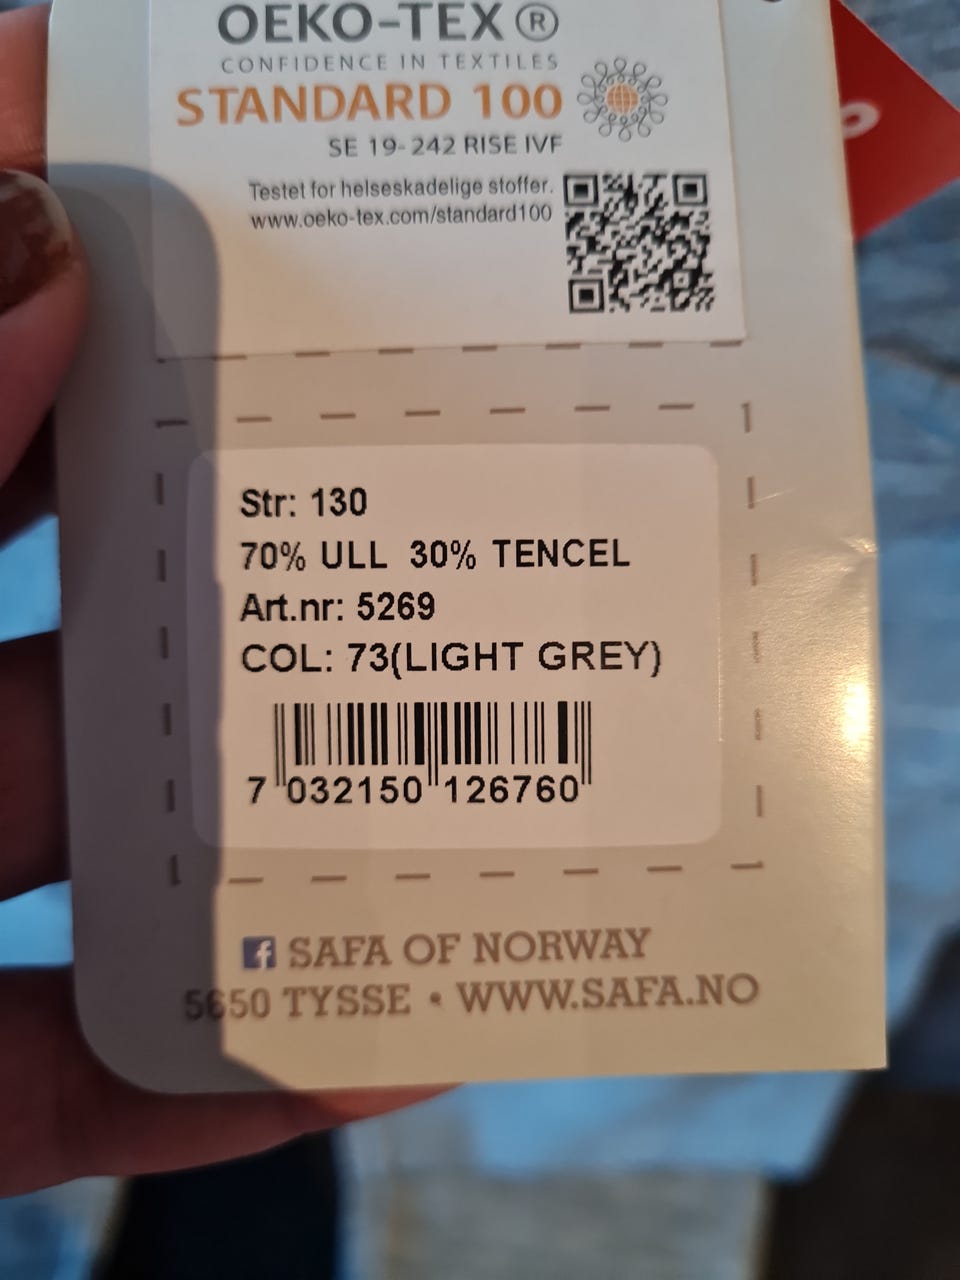 OEKO-TEX®
CONFIDENCE IN TEXTILES
STANDARD 100
SE 19-242 RISE IVF
Testet for helseskadelige stoffer.
www.oeko-tex.com/standard100
Str: 130
70% ULL 30% TENCEL
Art.nr: 5269
COL: 73(LIGHT GREY)
7 032150 126760
f SAFA OF NORWAY
5650 TYSSE • WWW.SAFA.NO